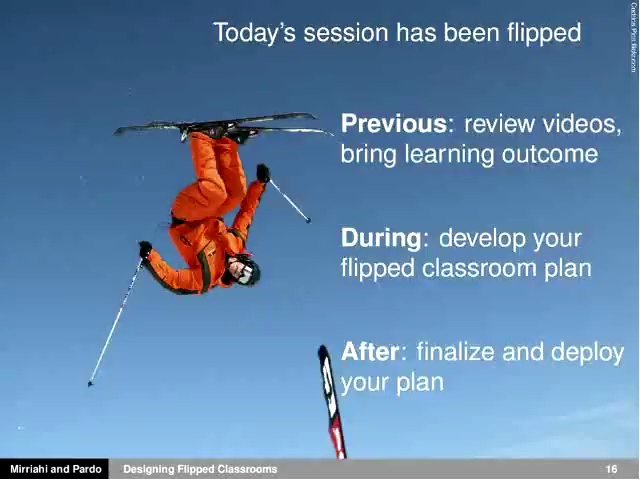 Today's session has been flipped
Previous: review videos,
bring learning outcome
During: develop your
flipped classroom plan
After: finalize and deploy
your plan
Mirriahi and Pardo
Designing Flipped Classrooms
16